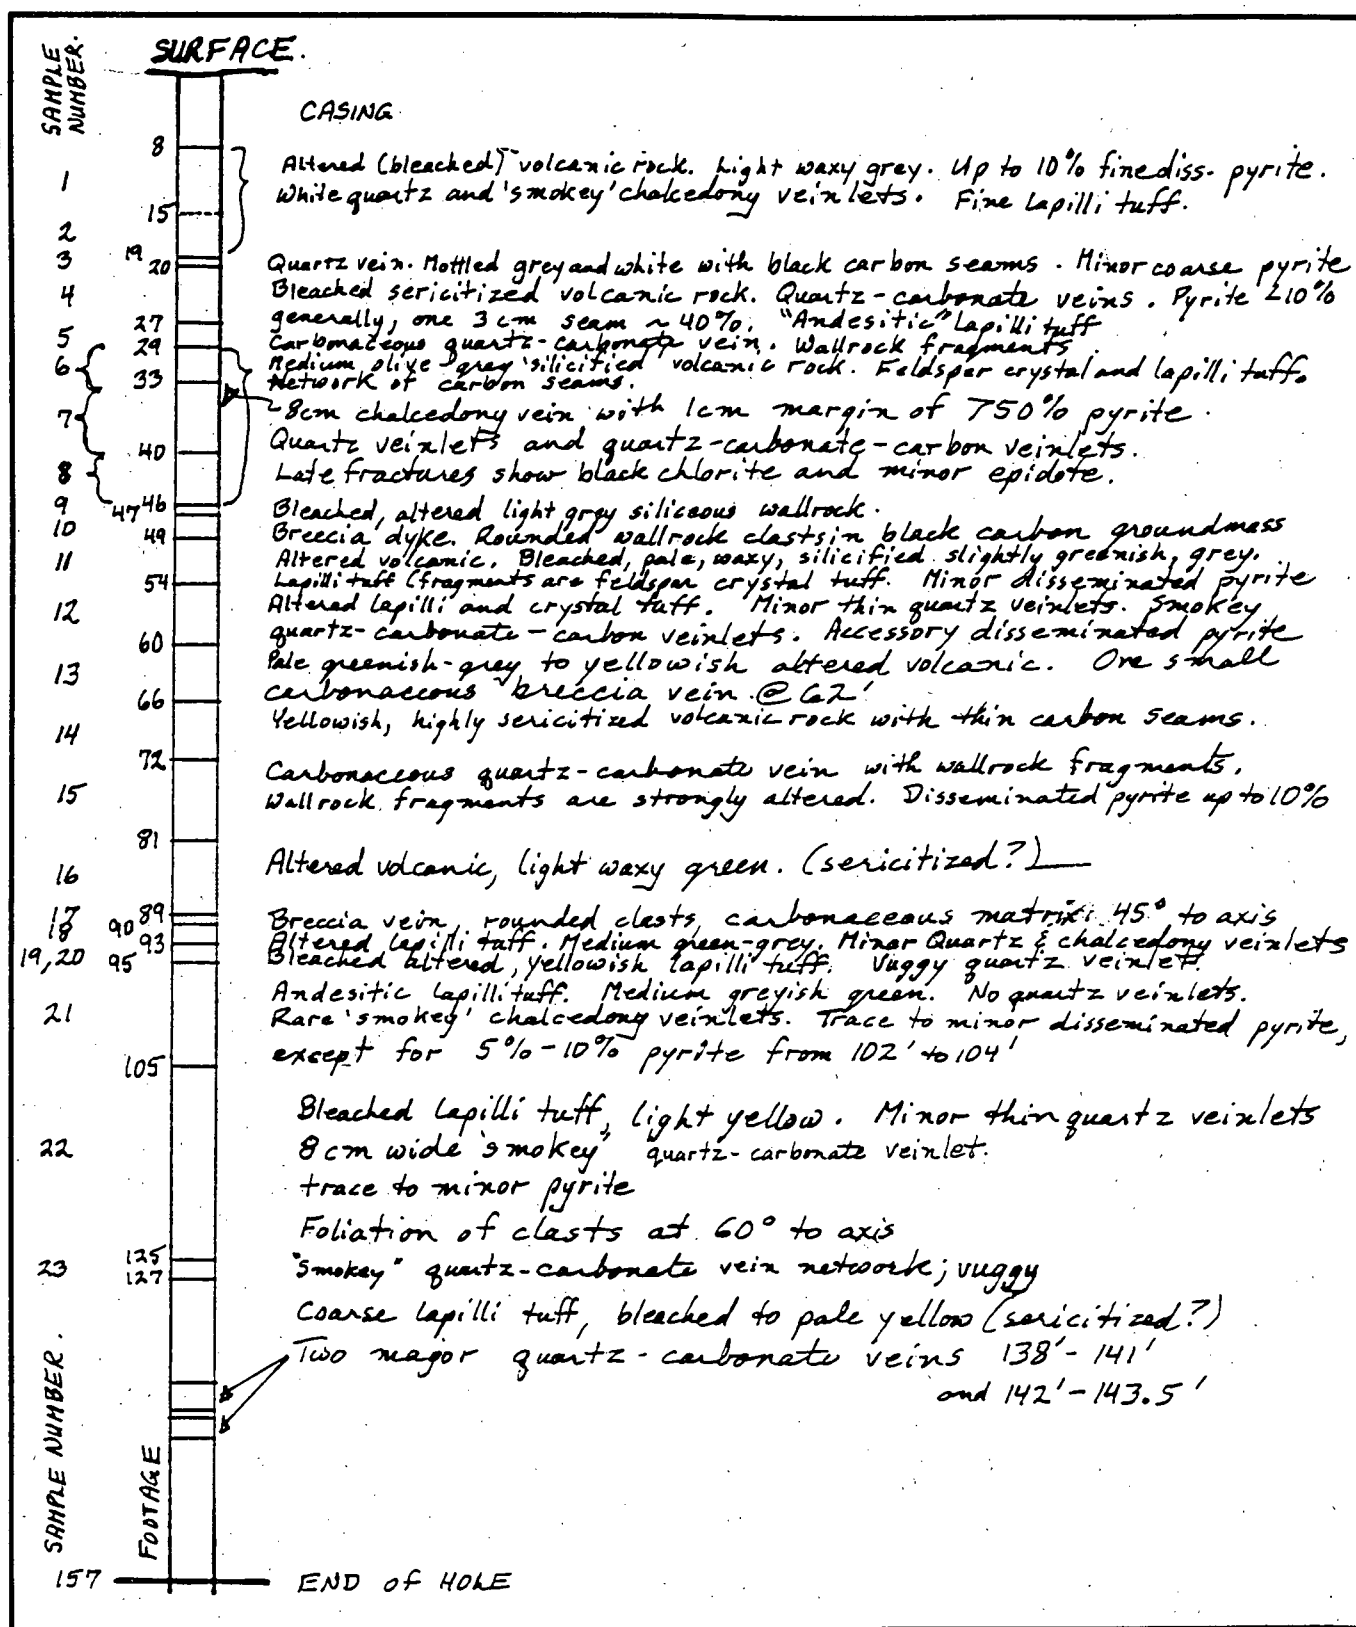 SAMPLE NUMBER.
SURFACE.
CASING
8
Altered (bleached) volcanic rock. Light waxy grey. Up to 10% fine diss. pyrite.
1
White quartz and 'smokey' chalcedony veinlets. Fine lapilli tuff.
15
2
19
3
20
Quartz vein. Mottled grey and white with black carbon seams. Minor coarse pyrite
4
Bleached sericitized volcanic rock. Quartz-carbonate veins. Pyrite <10%
27
generally, one 3 cm seam ~ 40%. "Andesitic" Lapilli tuff
5
29
Carbonaceous quartz-carbonate vein. Wallrock fragments
6
Medium olive-gray silicified volcanic rock. Feldspar crystal and lapilli tuff.
33
Network of carbon seams.
7
~8cm chalcedony vein with 1cm margin of >50% pyrite.
40
Quartz veinlets and quartz-carbonate-carbon veinlets.
8
Late fractures show black chlorite and minor epidote.
9
47 46
Bleached, altered light grey siliceous wallrock.
10
49
Breccia dyke. Rounded wallrock clasts in black carbon groundmass
11
Altered volcanic. Bleached, pale, waxy, silicified slightly greenish, grey.
54
Lapilli tuff (fragments are feldspar crystal tuff. Minor disseminated pyrite
12
Altered lapilli and crystal tuff. Minor thin quartz veinlets. Smokey
60
quartz-carbonate-carbon veinlets. Accessory disseminated pyrite
13
Pale greenish-grey to yellowish altered volcanic. One small
66
carbonaceous breccia vein @ 62'
14
Yellowish, highly sericitized volcanic rock with thin carbon seams.
72
Carbonaceous quartz-carbonate vein with wallrock fragments.
15
Wallrock fragments are strongly altered. Disseminated pyrite up to 10%
81
16
Altered volcanic, light waxy green. (sericitized?)
17
89
Breccia vein, rounded clasts, carbonaceous matrix: 45° to axis
18
90
93
Altered lapilli tuff. Medium green-grey. Minor Quartz & chalcedony veinlets
19,20
95
Bleached altered, yellowish lapilli tuff. Vuggy quartz veinlet.
Andesitic lapilli tuff. Medium greyish green. No quartz veinlets.
21
Rare 'smokey' chalcedony veinlets. Trace to minor disseminated pyrite,
except for 5%-10% pyrite from 102' to 104'
105
Bleached lapilli tuff, light yellow. Minor thin quartz veinlets
22
8cm wide 'smokey' quartz-carbonate veinlet.
trace to minor pyrite
Foliation of clasts at 60° to axis
125
23
127
"Smokey" quartz-carbonate vein network; vuggy
Coarse lapilli tuff, bleached to pale yellow (sericitized?)
Two magor quartz-carbonate veins 138'-141'
and 142'-143.5'
SAMPLE NUMBER.
FOOTAGE
157
END of HOLE